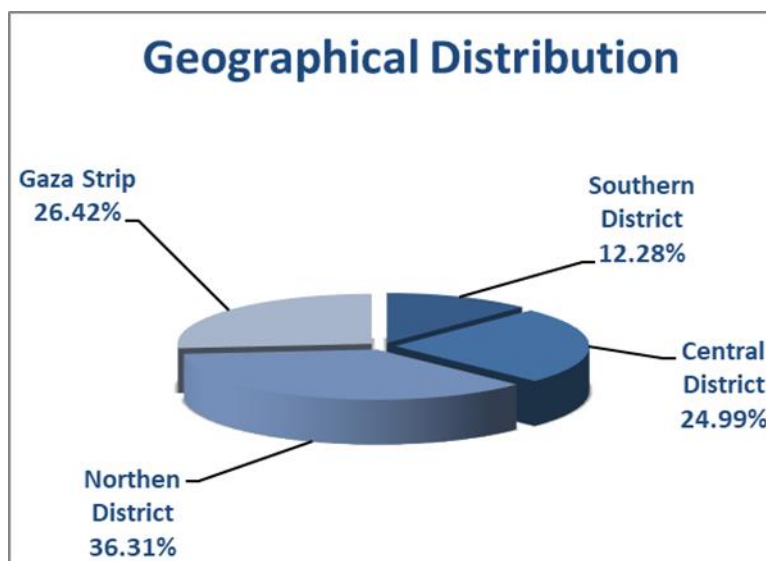 Geographical Distribution
Gaza Strip
26.42%
Southern
District
12.28%
Central
District
24.99%
Northen
District
36.31%